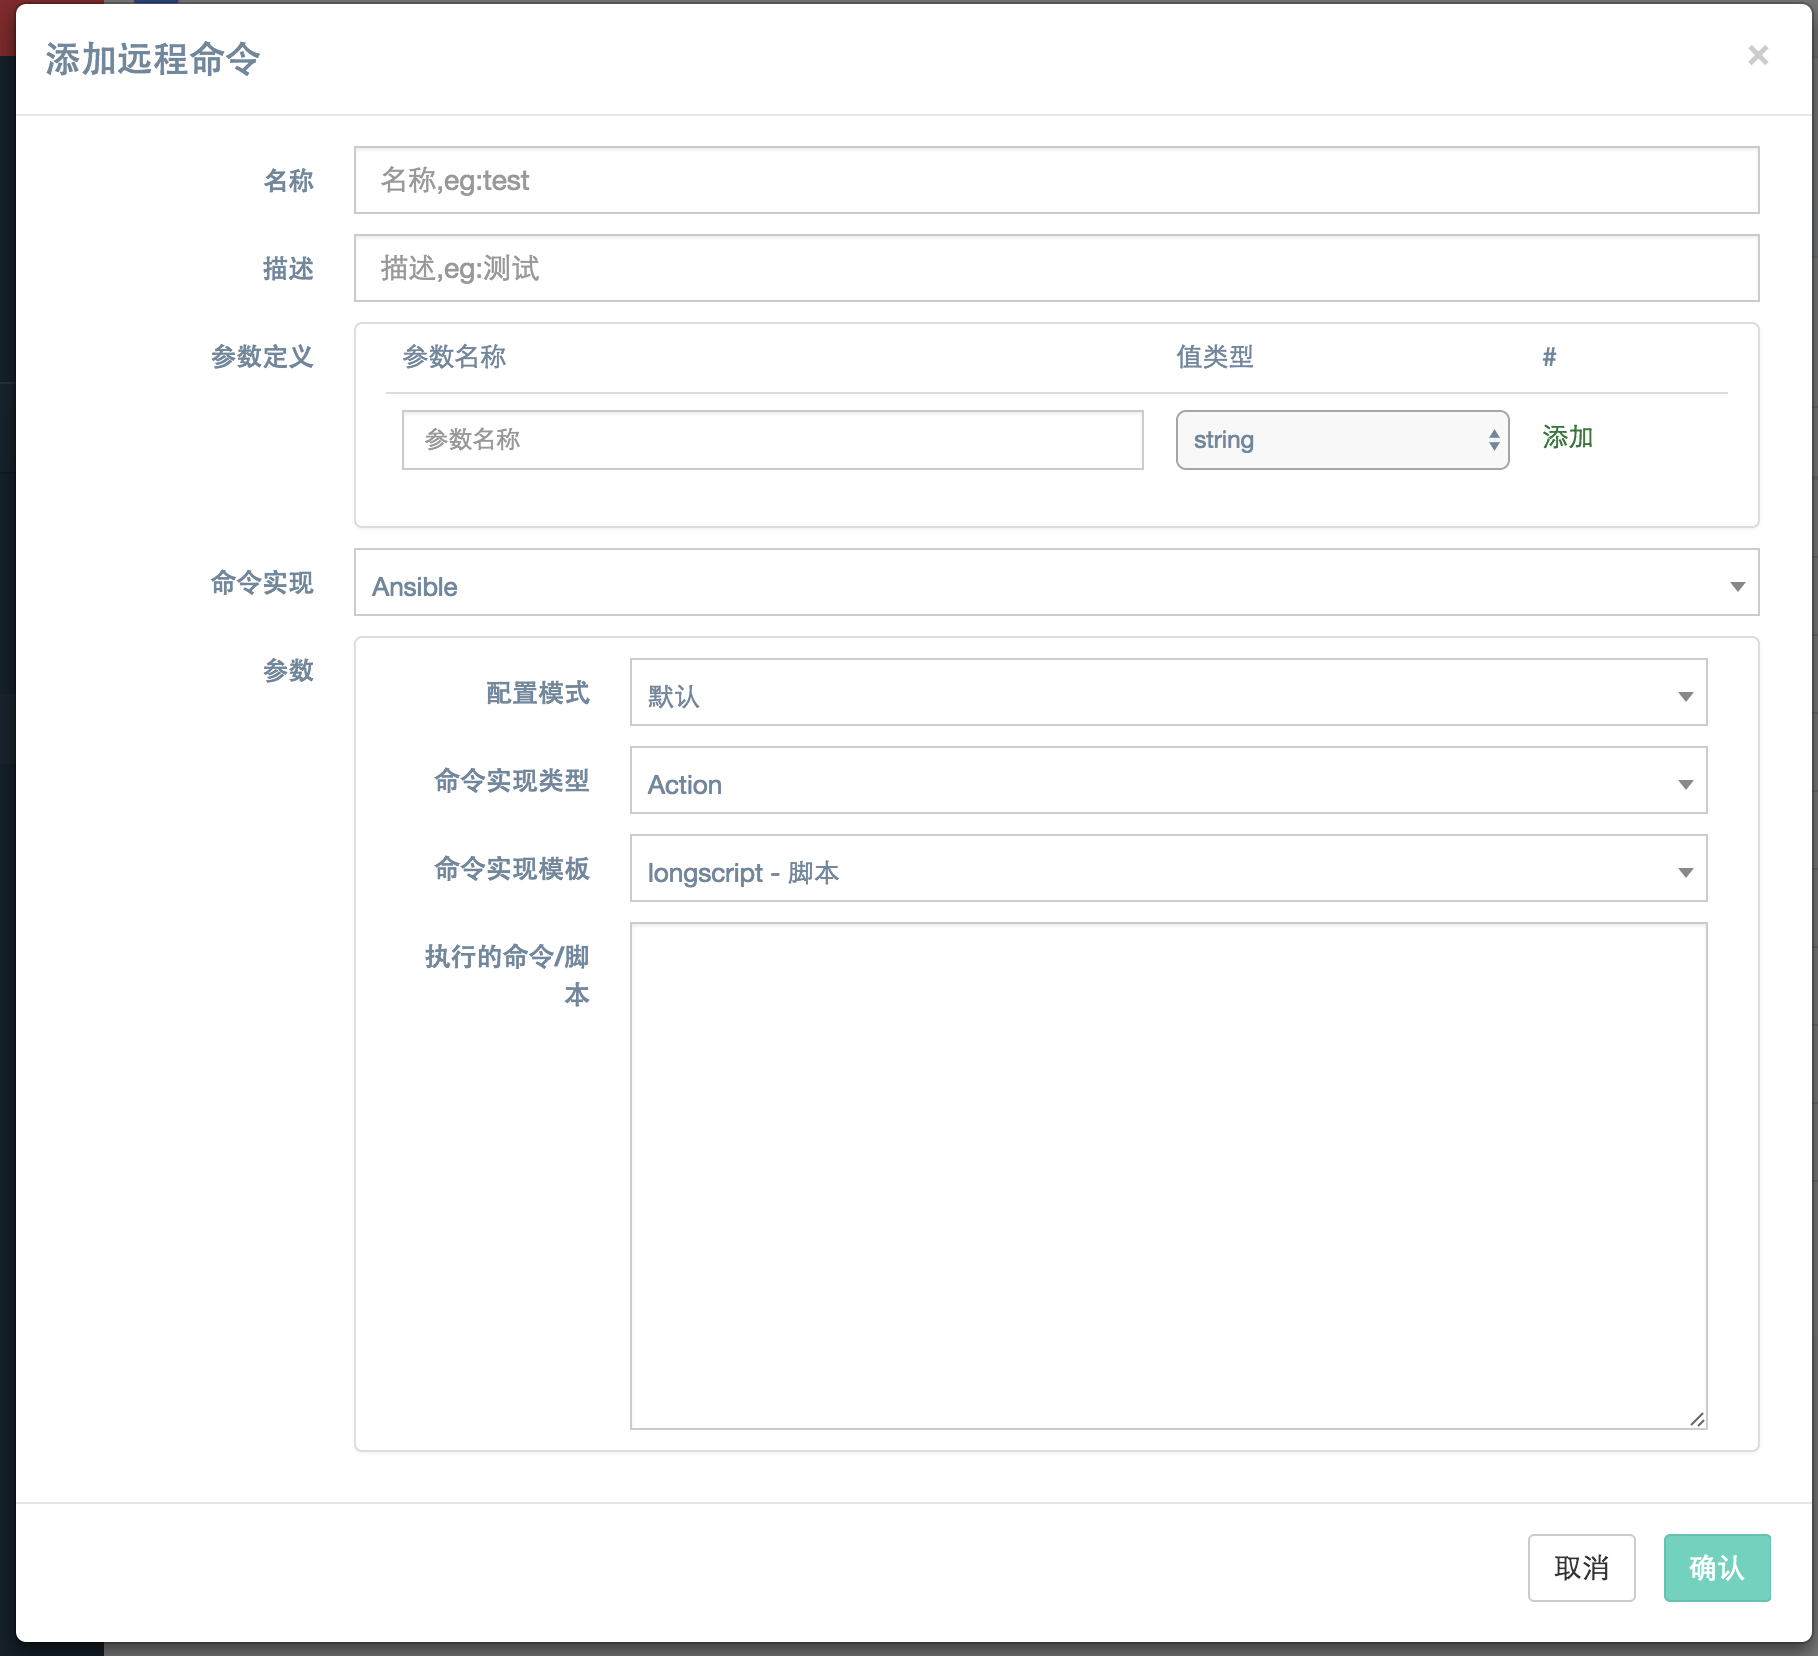 添加远程命令
×
名称
名称,eg:test
描述
描述,eg:测试
参数定义
参数名称
值类型
#
参数名称
string
添加
命令实现
Ansible
参数
配置模式
默认
命令实现类型
Action
命令实现模板
longscript - 脚本
执行的命令/脚
本
取消
确认